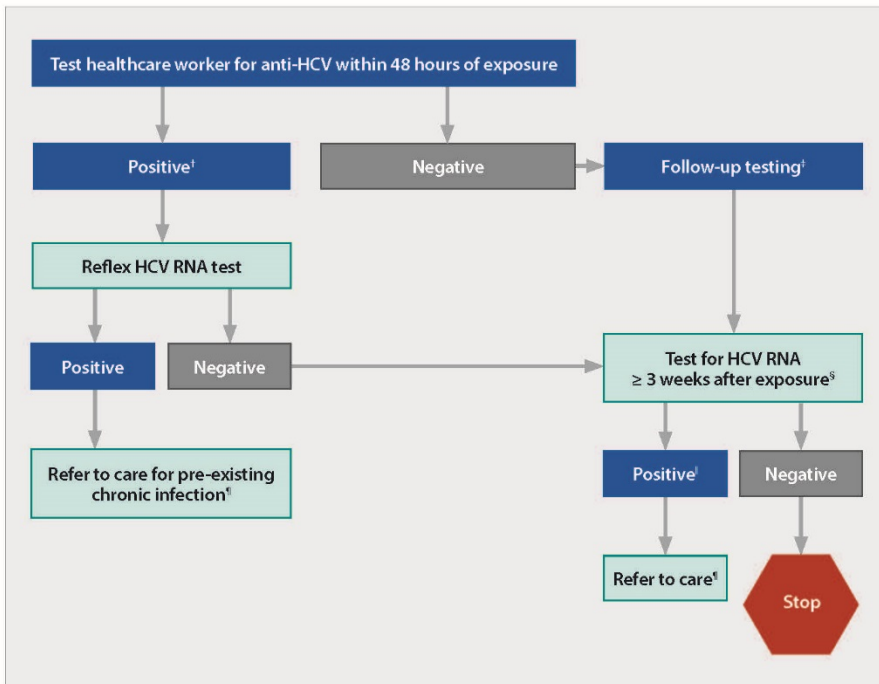 Test healthcare worker for anti-HCV within 48 hours of exposure
Positive†
Negative
Follow-up testing‡
Reflex HCV RNA test
Positive
Negative
Test for HCV RNA
≥ 3 weeks after exposure§
Refer to care for pre-existing
chronic infection¶
Positive‖
Negative
Refer to care¶
Stop